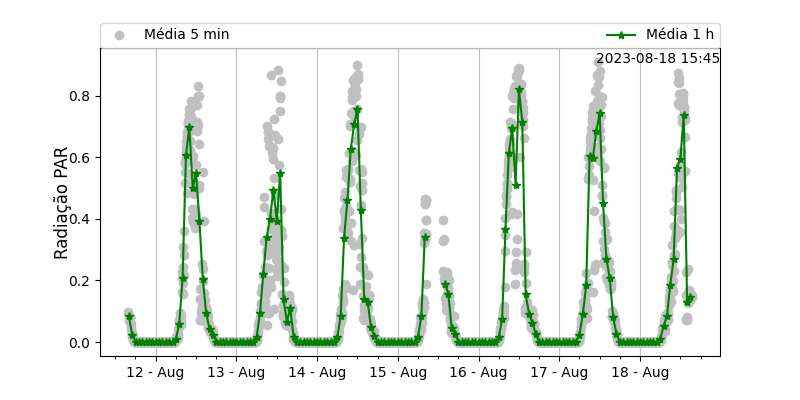 Média 5 min
Média 1 h
2023-08-18 15:45
Radiação PAR
0.8
0.6
0.4
0.2
0.0
12 - Aug
13 - Aug
14 - Aug
15 - Aug
16 - Aug
17 - Aug
18 - Aug